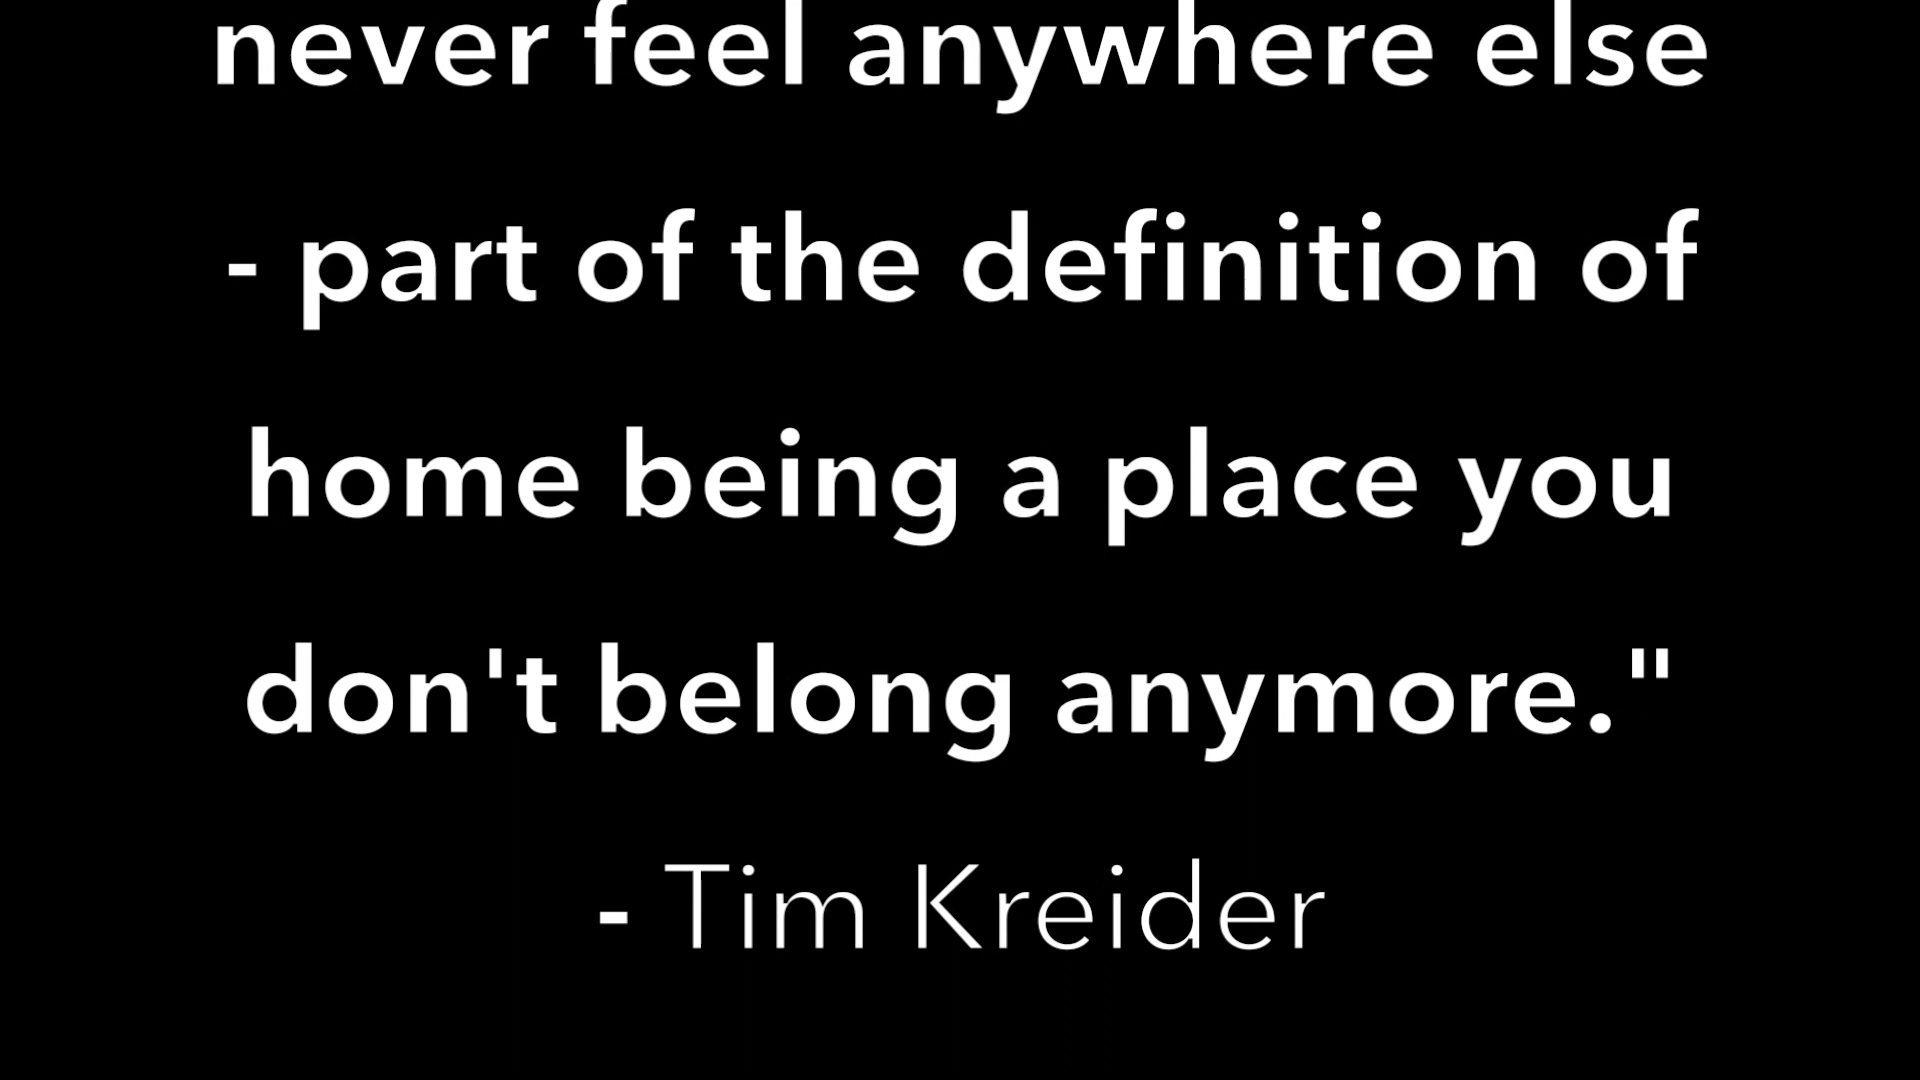 never feel anywhere else
- part of the definition of
home being a place you
don't belong anymore."
- Tim Kreider